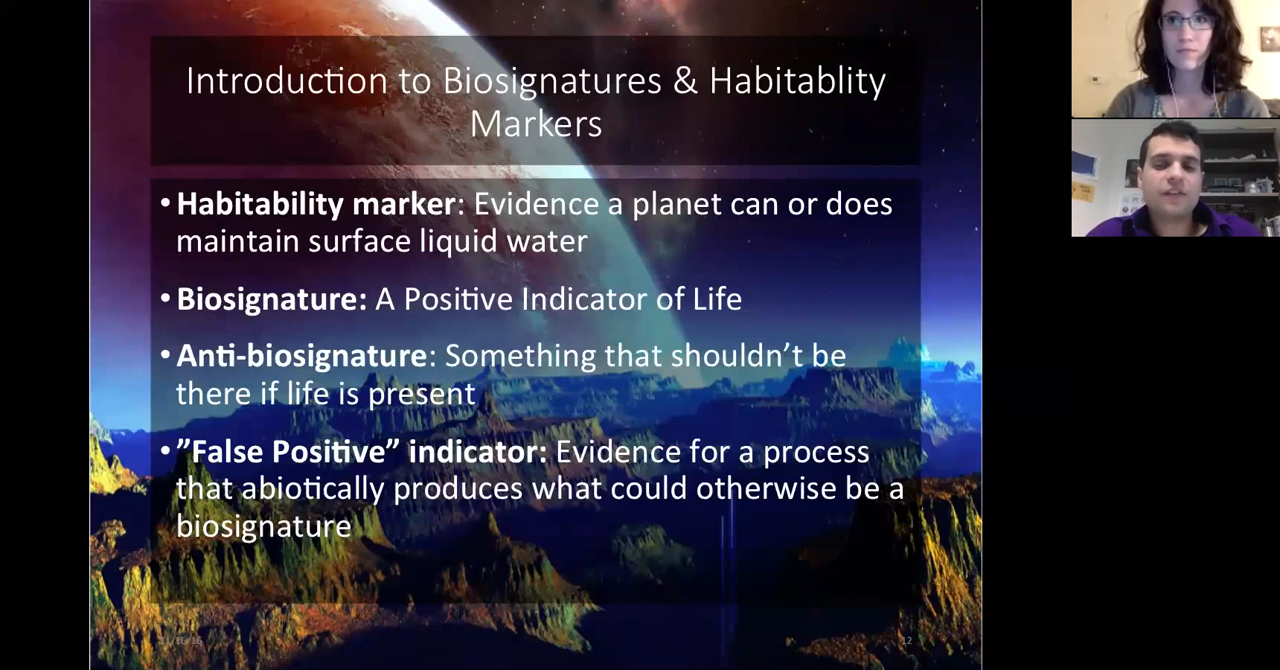 Introduction to Biosignatures & Habitablity
Markers
•Habitability marker: Evidence a planet can or does
maintain surface liquid water
•Biosignature: A Positive Indicator of Life
•Anti-biosignature: Something that shouldn’t be
there if life is present
•”False Positive” indicator: Evidence for a process
that abiotically produces what could otherwise be a
biosignature
12